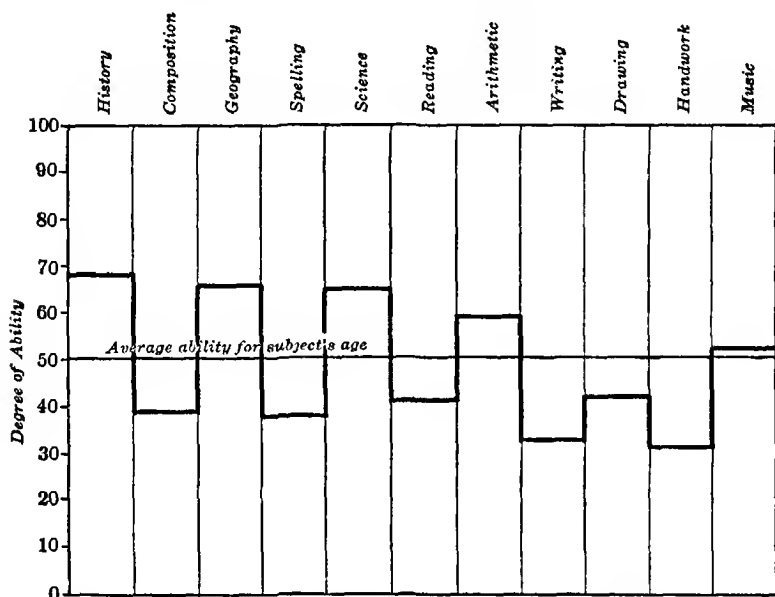 History
Composition
Geography
Spelling
Science
Reading
Arithmetic
Writing
Drawing
Handwork
Music
100
90
80
70
60
50
40
30
20
10
0
Degree of Ability
Average ability for subject's age